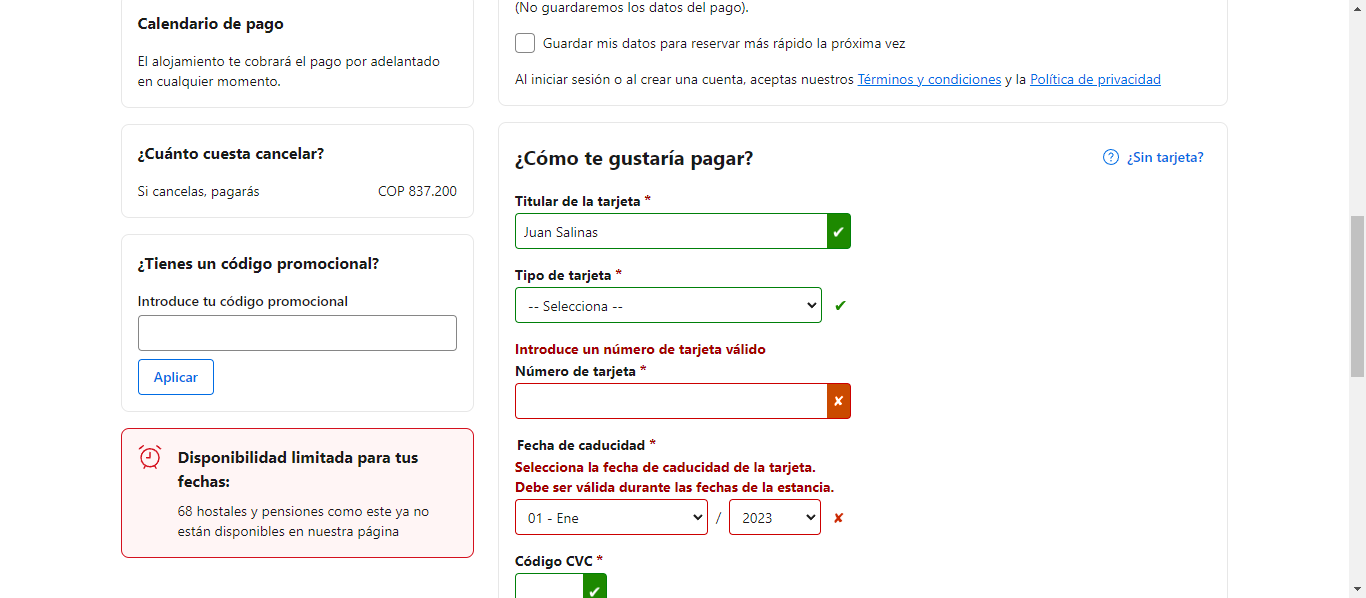 Calendario de pago
El alojamiento te cobrará el pago por adelantado
en cualquier momento.
¿Cuánto cuesta cancelar?
Si cancelas, pagarás COP 837.200
¿Tienes un código promocional?
Introduce tu código promocional
Aplicar
Disponibilidad limitada para tus
fechas:
68 hostales y pensiones como este ya no
están disponibles en nuestra página
(No guardaremos los datos del pago).
Guardar mis datos para reservar más rápido la próxima vez
Al iniciar sesión o al crear una cuenta, aceptas nuestros Términos y condiciones y la Política de privacidad
¿Cómo te gustaría pagar?
¿Sin tarjeta?
Titular de la tarjeta *
Juan Salinas
Tipo de tarjeta *
-- Selecciona --
Introduce un número de tarjeta válido
Número de tarjeta *
Fecha de caducidad *
Selecciona la fecha de caducidad de la tarjeta.
Debe ser válida durante las fechas de la estancia.
01 - Ene / 2023
Código CVC *